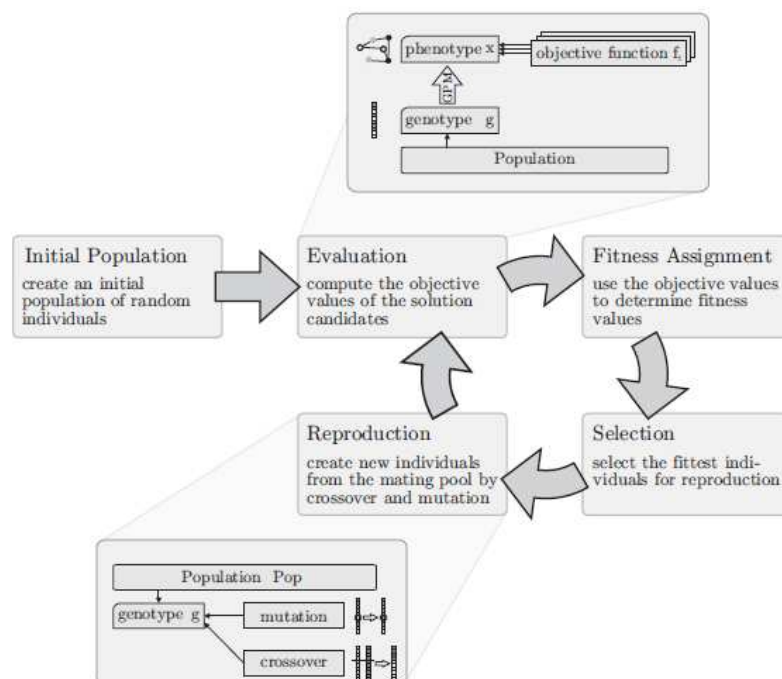 phenotype x
objective function fᵢ
GPM
genotype g
Population
Initial Population
create an initial
population of random
individuals
Evaluation
compute the objective
values of the solution
candidates
Fitness Assignment
use the objective values
to determine fitness
values
Reproduction
create new individuals
from the mating pool by
crossover and mutation
Selection
select the fittest indi-
viduals for reproduction
Population Pop
genotype g
mutation
crossover